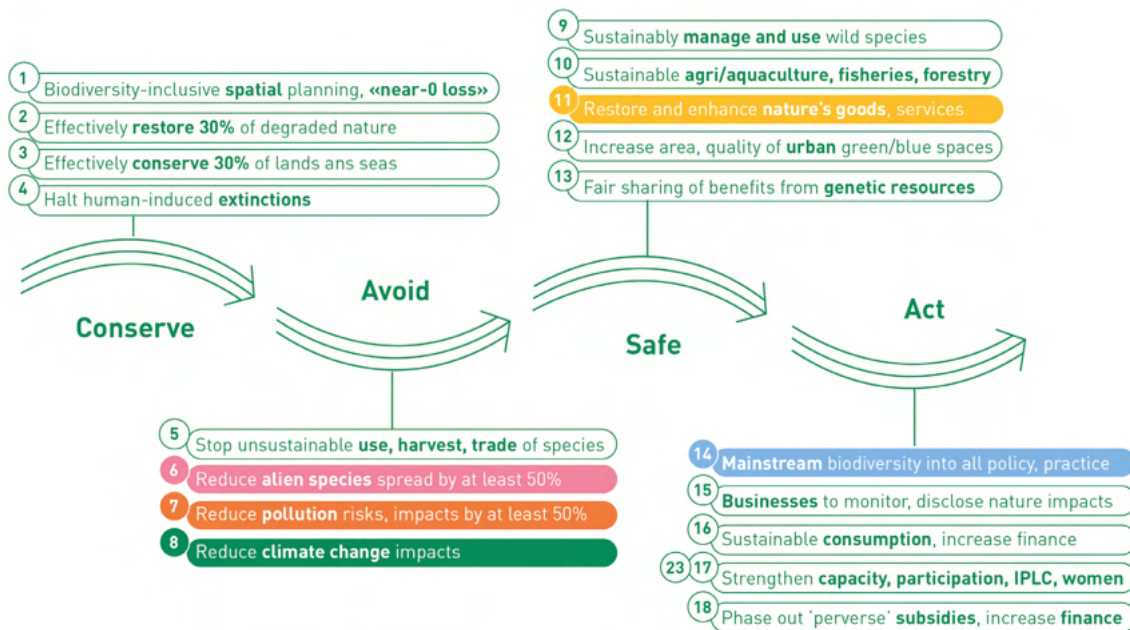 1 Biodiversity-inclusive spatial planning, «near-0 loss»
2 Effectively restore 30% of degraded nature
3 Effectively conserve 30% of lands ans seas
4 Halt human-induced extinctions
Conserve
Avoid
5 Stop unsustainable use, harvest, trade of species
6 Reduce alien species spread by at least 50%
7 Reduce pollution risks, impacts by at least 50%
8 Reduce climate change impacts
9 Sustainably manage and use wild species
10 Sustainable agri/aquaculture, fisheries, forestry
11 Restore and enhance nature's goods, services
12 Increase area, quality of urban green/blue spaces
13 Fair sharing of benefits from genetic resources
Safe
Act
14 Mainstream biodiversity into all policy, practice
15 Businesses to monitor, disclose nature impacts
16 Sustainable consumption, increase finance
23 17 Strengthen capacity, participation, IPLC, women
18 Phase out 'perverse' subsidies, increase finance